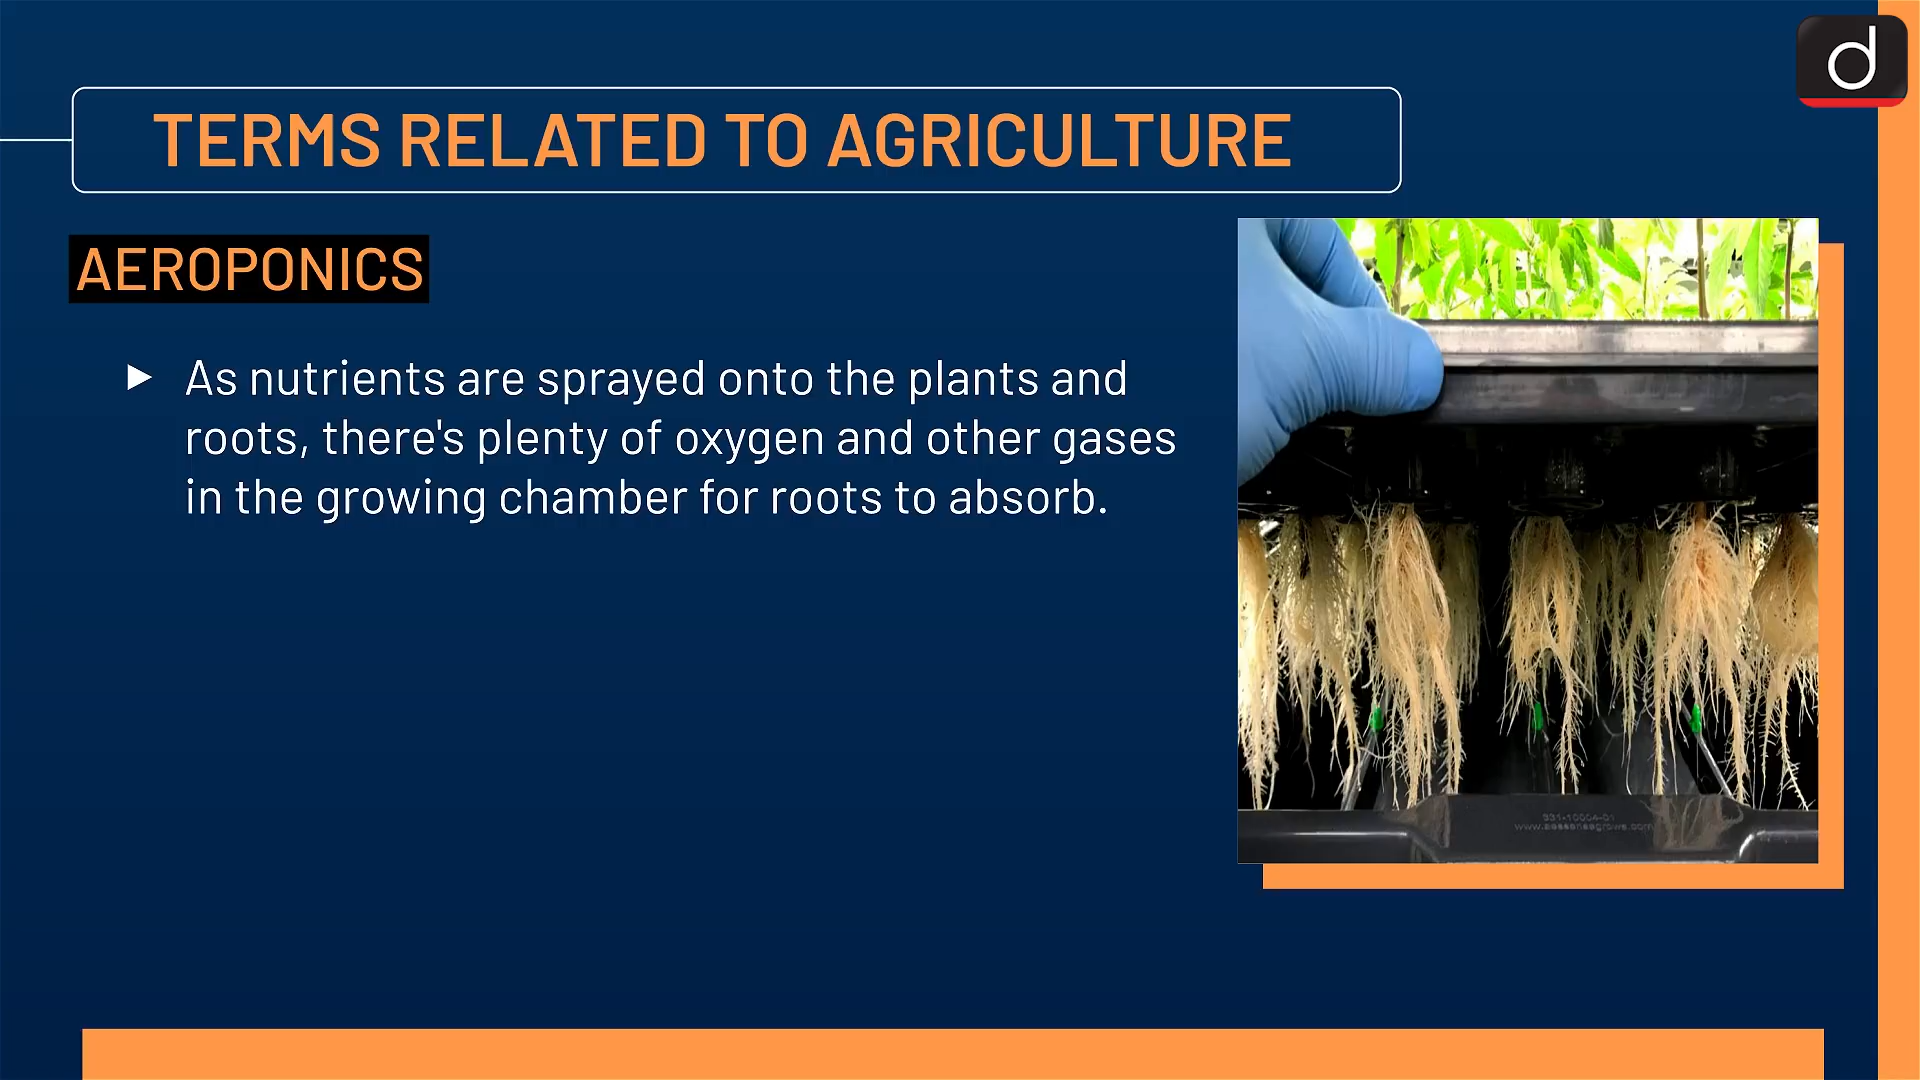 d
TERMS RELATED TO AGRICULTURE
AEROPONICS
► As nutrients are sprayed onto the plants and
roots, there's plenty of oxygen and other gases
in the growing chamber for roots to absorb.